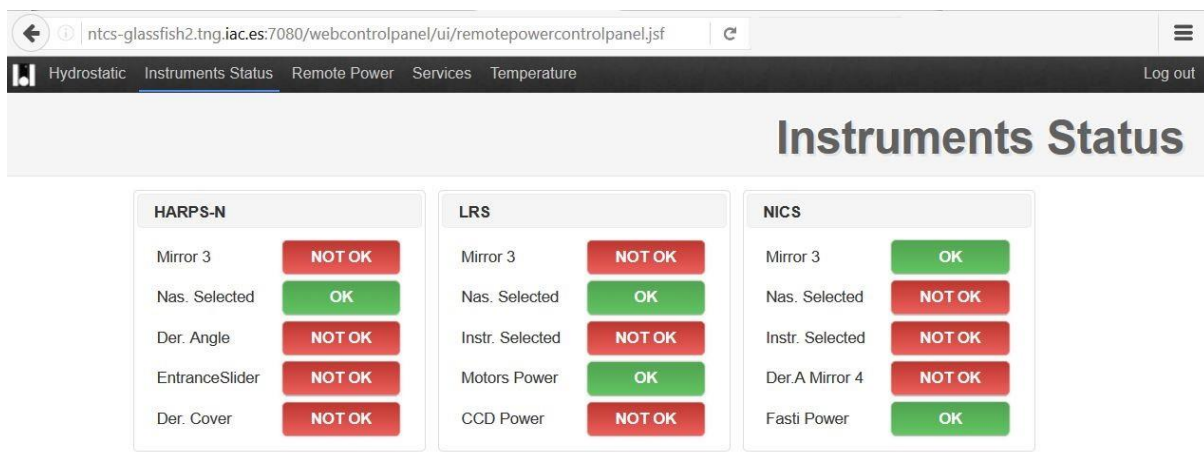 ntcs-glassfish2.tng.iac.es:7080/webcontrolpanel/ui/remotepowercontrolpanel.jsf
Hydrostatic Instruments Status Remote Power Services Temperature Log out
Instruments Status
HARPS-N
Mirror 3 NOT OK
Nas. Selected OK
Der. Angle NOT OK
EntranceSlider NOT OK
Der. Cover NOT OK
LRS
Mirror 3 NOT OK
Nas. Selected OK
Instr. Selected NOT OK
Motors Power OK
CCD Power NOT OK
NICS
Mirror 3 OK
Nas. Selected NOT OK
Instr. Selected NOT OK
Der.A Mirror 4 NOT OK
Fasti Power OK